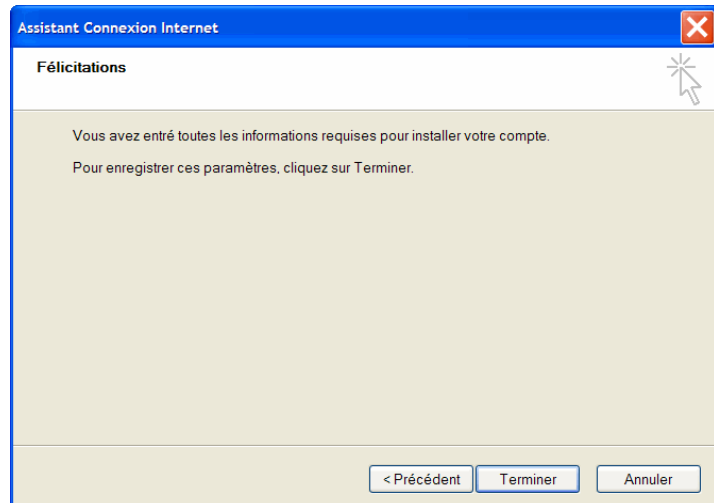 Assistant Connexion Internet
Félicitations
Vous avez entré toutes les informations requises pour installer votre compte.
Pour enregistrer ces paramètres, cliquez sur Terminer.
< Précédent Terminer Annuler